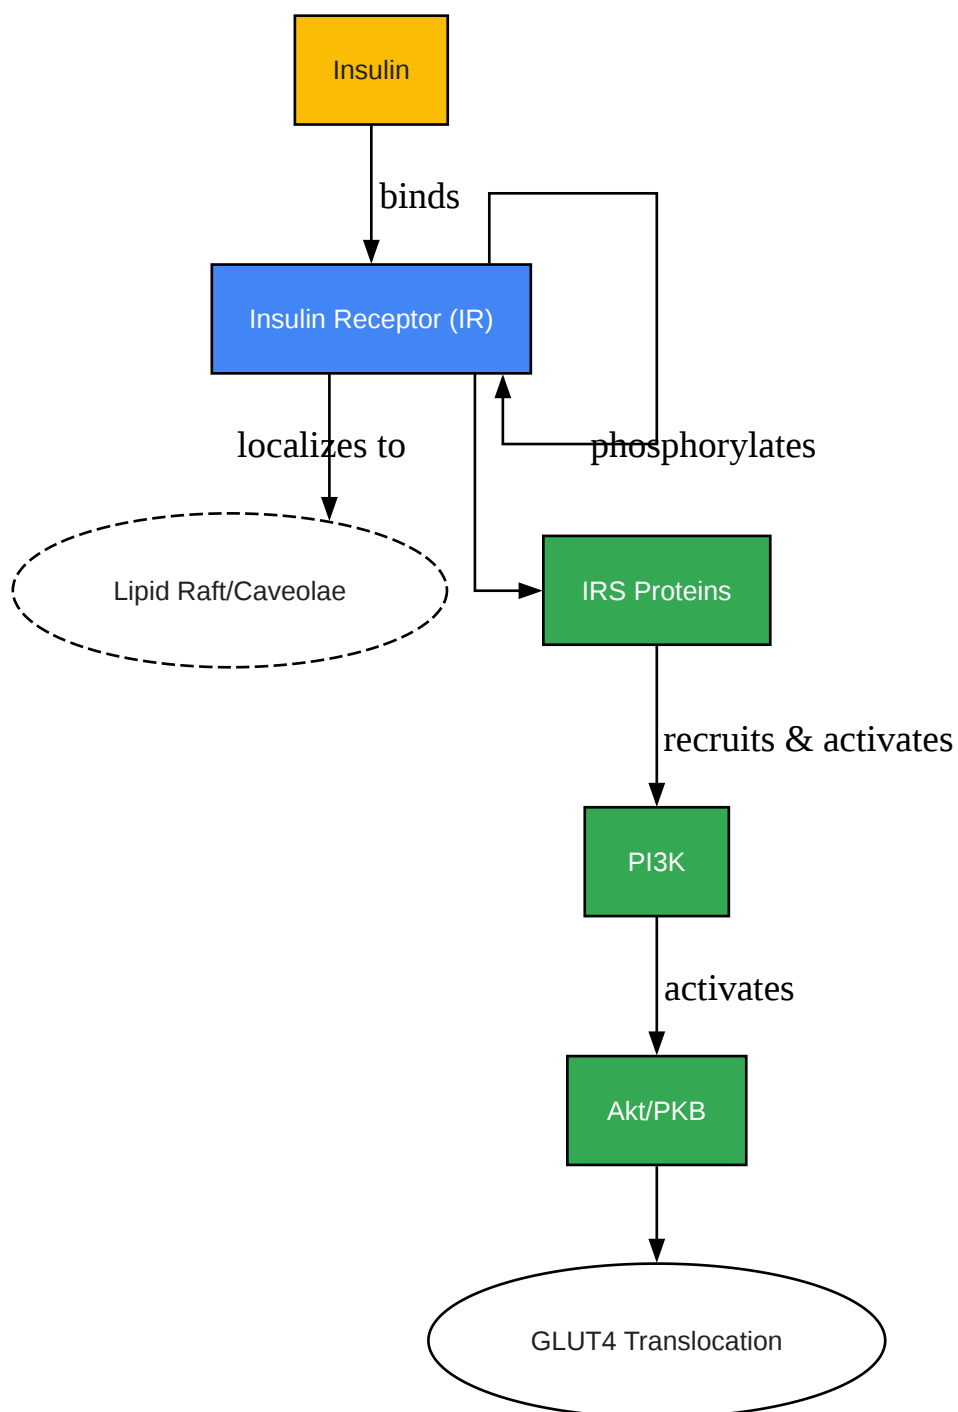 Insulin
binds
Insulin Receptor (IR)
localizes to
phosphorylates
Lipid Raft/Caveolae
IRS Proteins
recruits & activates
PI3K
activates
Akt/PKB
GLUT4 Translocation